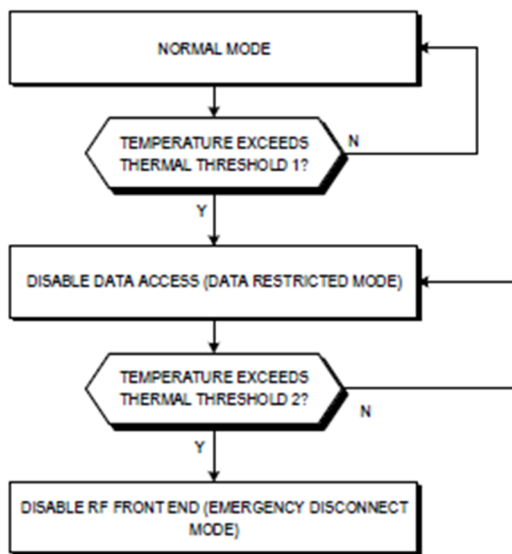 NORMAL MODE
TEMPERATURE EXCEEDS
THERMAL THRESHOLD 1?
N
Y
DISABLE DATA ACCESS (DATA RESTRICTED MODE)
TEMPERATURE EXCEEDS
THERMAL THRESHOLD 2?
N
Y
DISABLE RF FRONT END (EMERGENCY DISCONNECT
MODE)